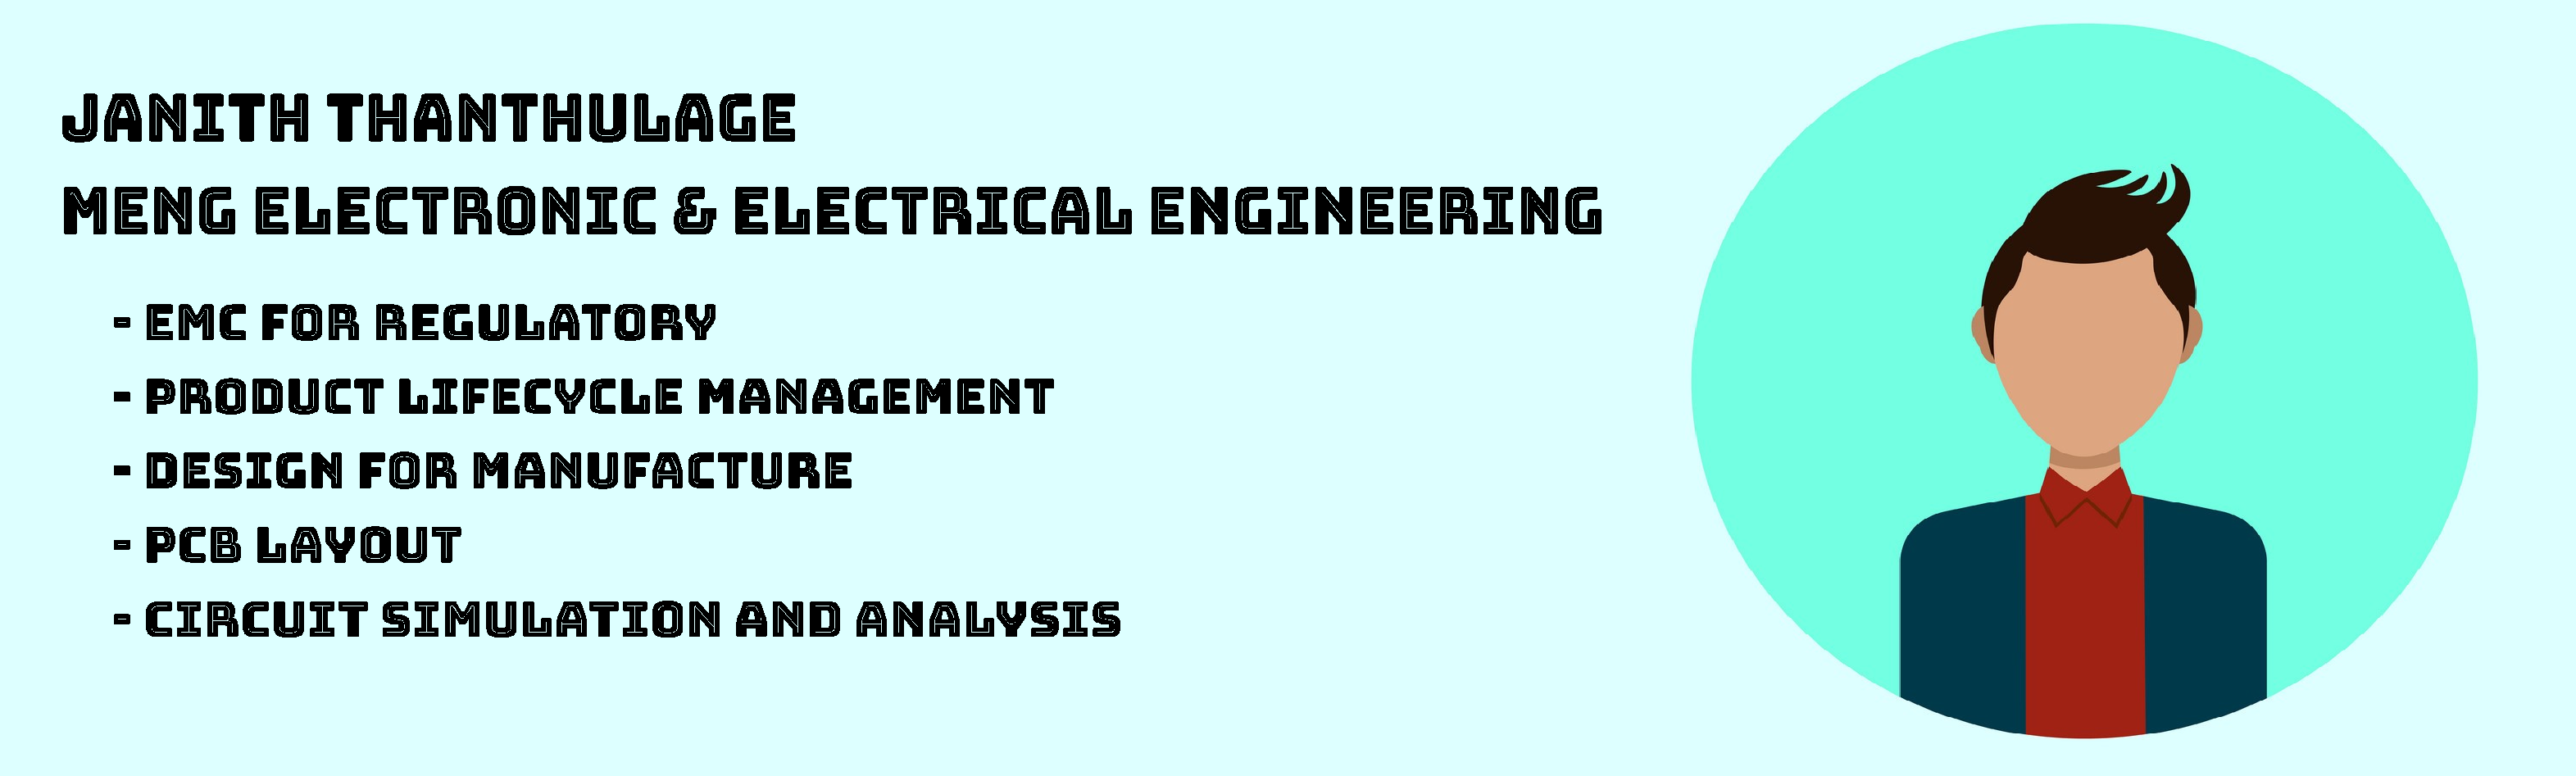 JANITH THANTHULAGE
MENG ELECTRONIC & ELECTRICAL ENGINEERING
- EMC FOR REGULATORY
- PRODUCT LIFECYCLE MANAGEMENT
- DESIGN FOR MANUFACTURE
- PCB LAYOUT
- CIRCUIT SIMULATION AND ANALYSIS